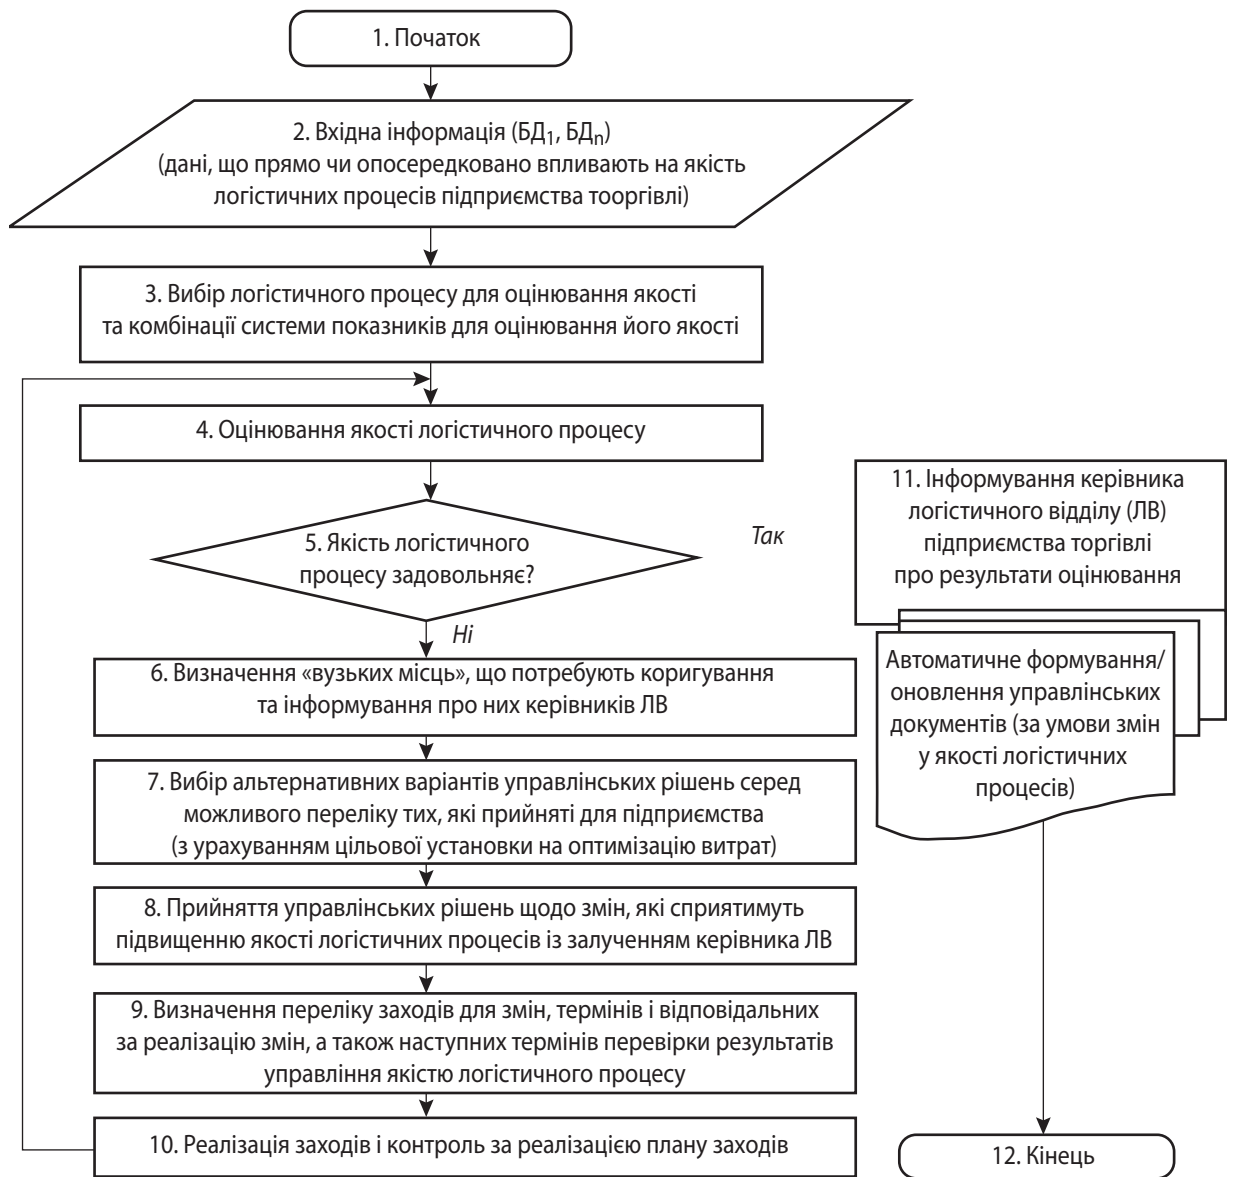 1. Початок
2. Вхідна інформація (БД₁, БДₙ)
(дані, що прямо чи опосередковано впливають на якість
логістичних процесів підприємства тооргівлі)
3. Вибір логістичного процесу для оцінювання якості
та комбінації системи показників для оцінювання його якості
4. Оцінювання якості логістичного процесу
5. Якість логістичного
процесу задовольняє?
Так
Ні
6. Визначення «вузьких місць», що потребують коригування
та інформування про них керівників ЛВ
7. Вибір альтернативних варіантів управлінських рішень серед
можливого переліку тих, які прийняті для підприємства
(з урахуванням цільової установки на оптимізацію витрат)
8. Прийняття управлінських рішень щодо змін, які сприятимуть
підвищенню якості логістичних процесів із залученням керівника ЛВ
9. Визначення переліку заходів для змін, термінів і відповідальних
за реалізацію змін, а також наступних термінів перевірки результатів
управління якістю логістичного процесу
10. Реалізація заходів і контроль за реалізацією плану заходів
11. Інформування керівника
логістичного відділу (ЛВ)
підприємства торгівлі
про результати оцінювання
Автоматичне формування/
оновлення управлінських
документів (за умови змін
у якості логістичних
процесів)
12. Кінець